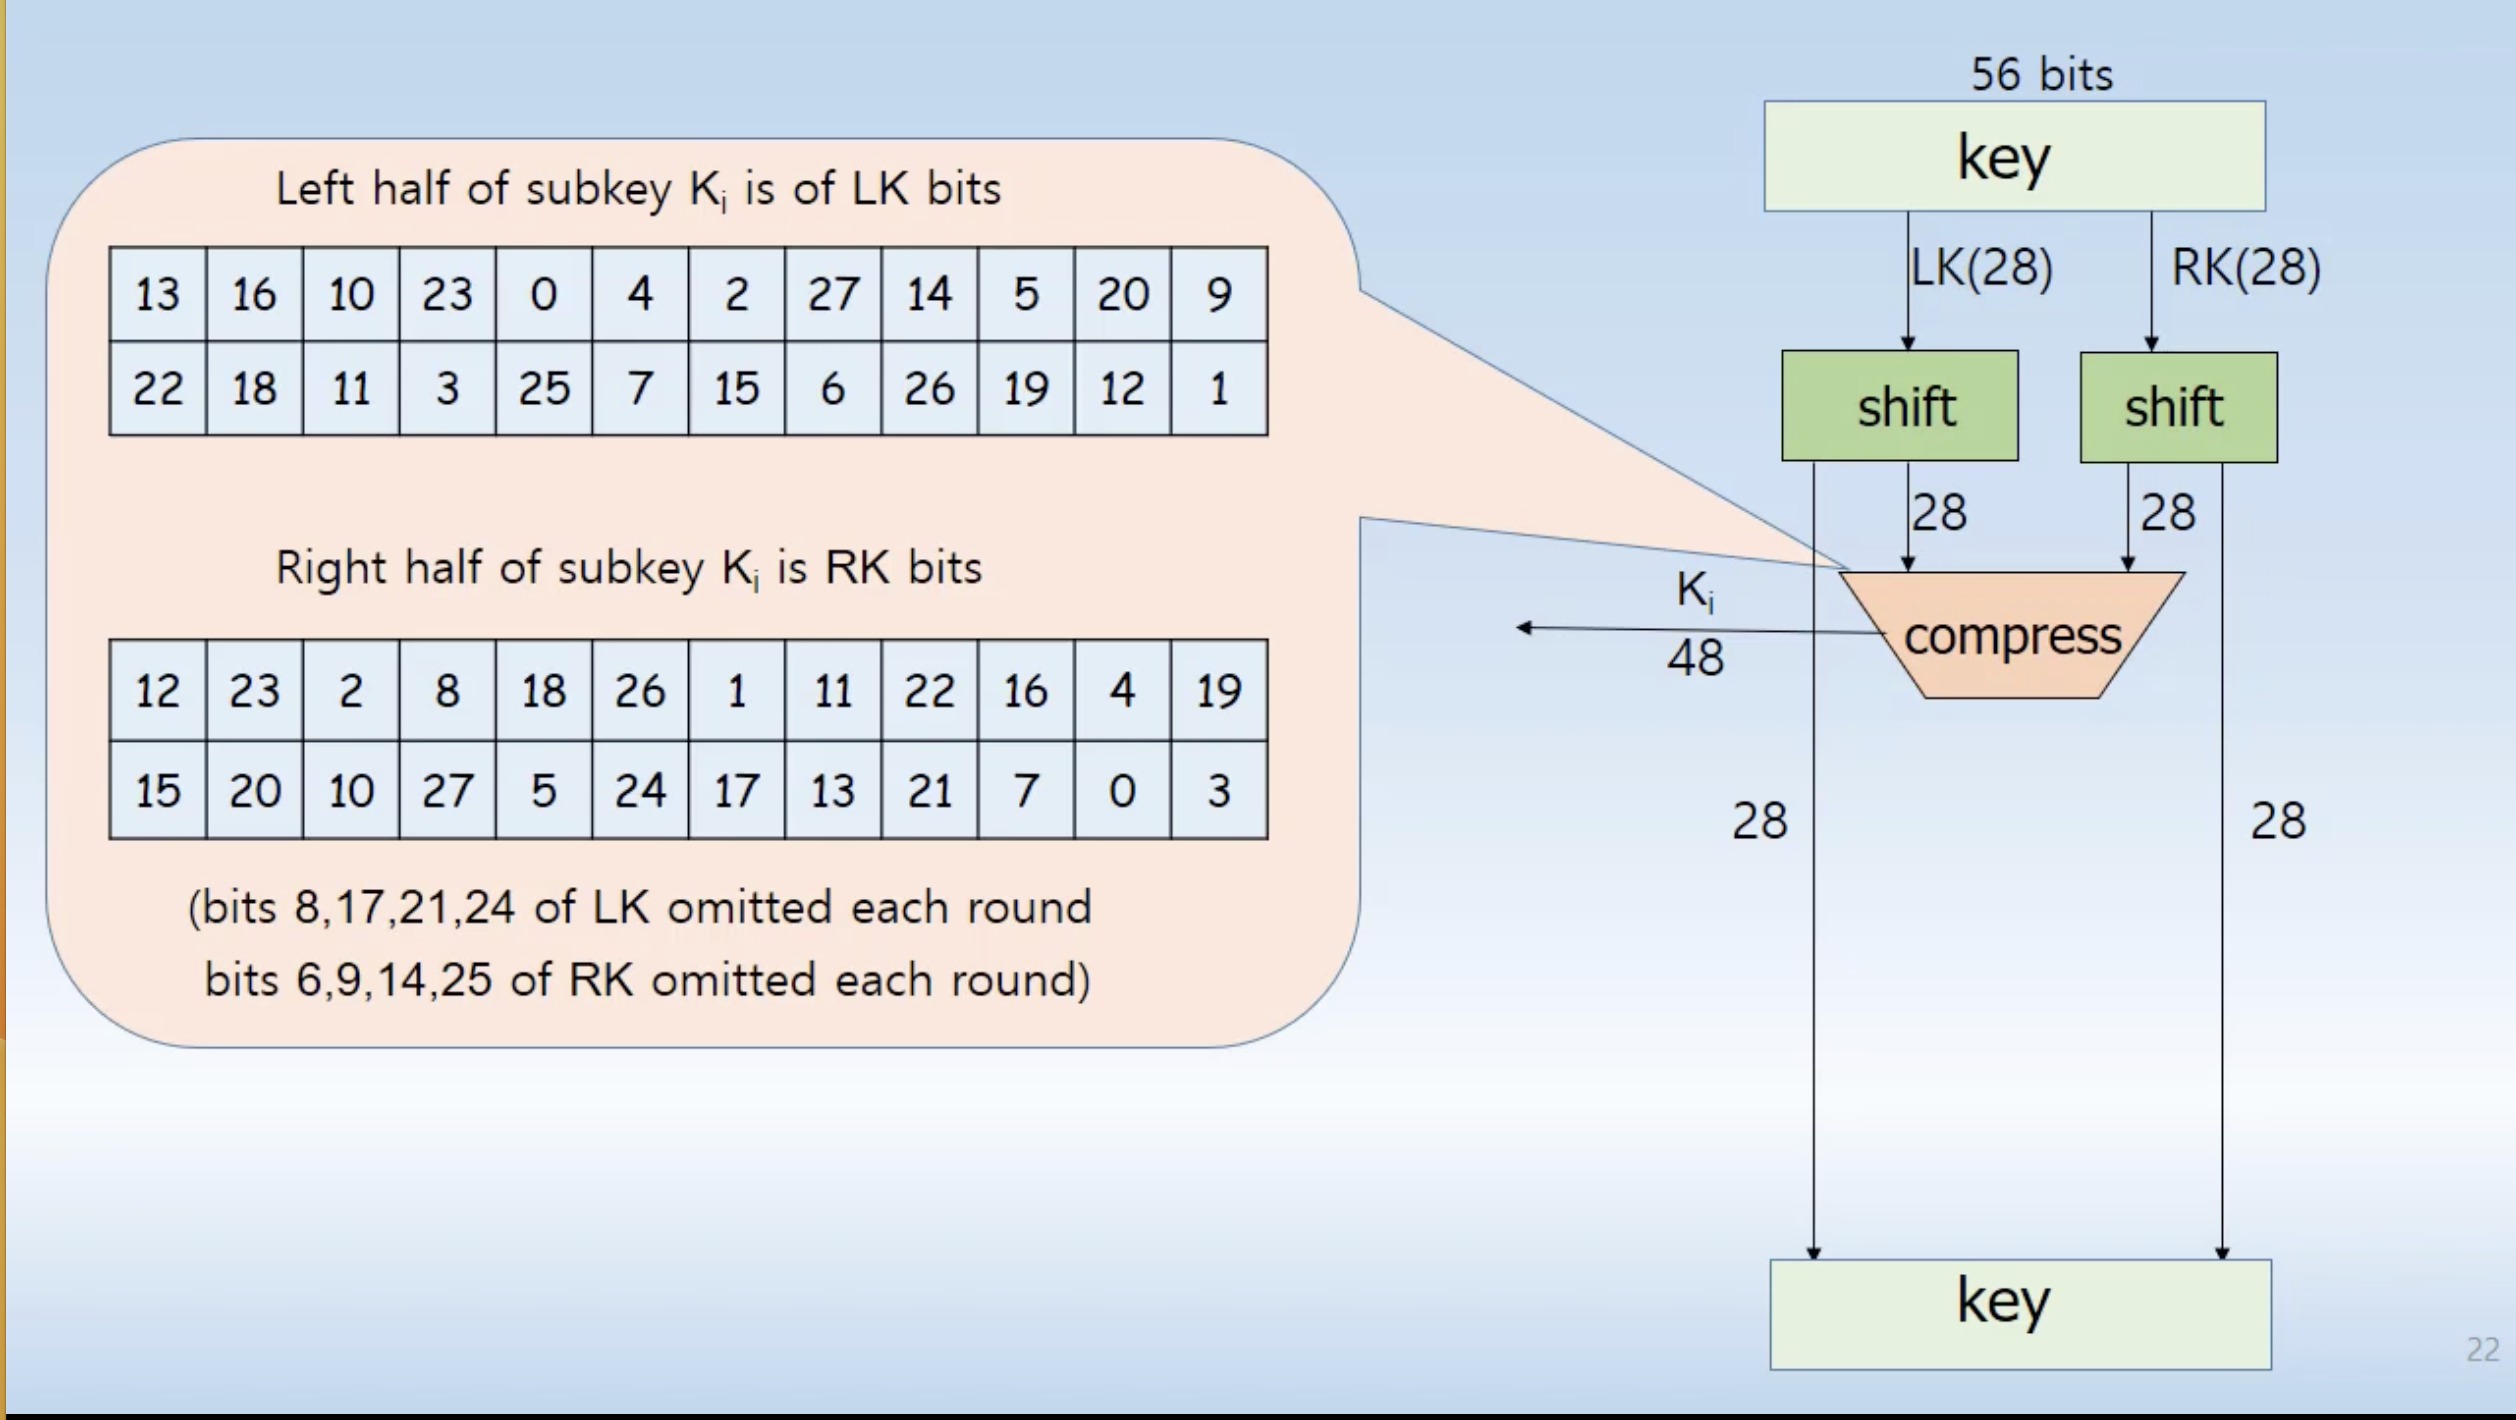 56 bits
key
LK(28) RK(28)
shift shift
28 28
compress
Ki
48
28 28
key
Left half of subkey Ki is of LK bits
13 16 10 23 0 4 2 27 14 5 20 9
22 18 11 3 25 7 15 6 26 19 12 1
Right half of subkey Ki is RK bits
12 23 2 8 18 26 1 11 22 16 4 19
15 20 10 27 5 24 17 13 21 7 0 3
(bits 8,17,21,24 of LK omitted each round
bits 6,9,14,25 of RK omitted each round)
22